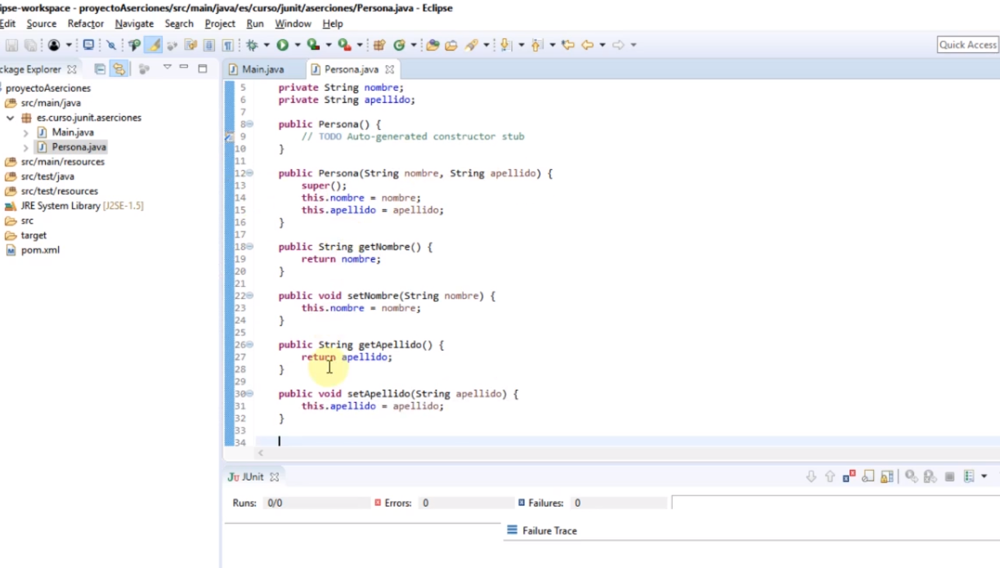 ipse-workspace - proyectoAserciones/src/main/java/es/curso/junit/aserciones/Persona.java - Eclipse
Edit Source Refactor Navigate Search Project Run Window Help
Quick Access
ckage Explorer
proyectoAserciones
src/main/java
es.curso.junit.aserciones
Main.java
Persona.java
src/main/resources
src/test/java
src/test/resources
JRE System Library [J2SE-1.5]
src
target
pom.xml
Main.java Persona.java
5 private String nombre;
6 private String apellido;
7
8 public Persona() {
9 // TODO Auto-generated constructor stub
10 }
11
12 public Persona(String nombre, String apellido) {
13 super();
14 this.nombre = nombre;
15 this.apellido = apellido;
16 }
17
18 public String getNombre() {
19 return nombre;
20 }
21
22 public void setNombre(String nombre) {
23 this.nombre = nombre;
24 }
25
26 public String getApellido() {
27 return apellido;
28 }
29
30 public void setApellido(String apellido) {
31 this.apellido = apellido;
32 }
33
34
JU JUnit
Runs: 0/0 Errors: 0 Failures: 0
Failure Trace